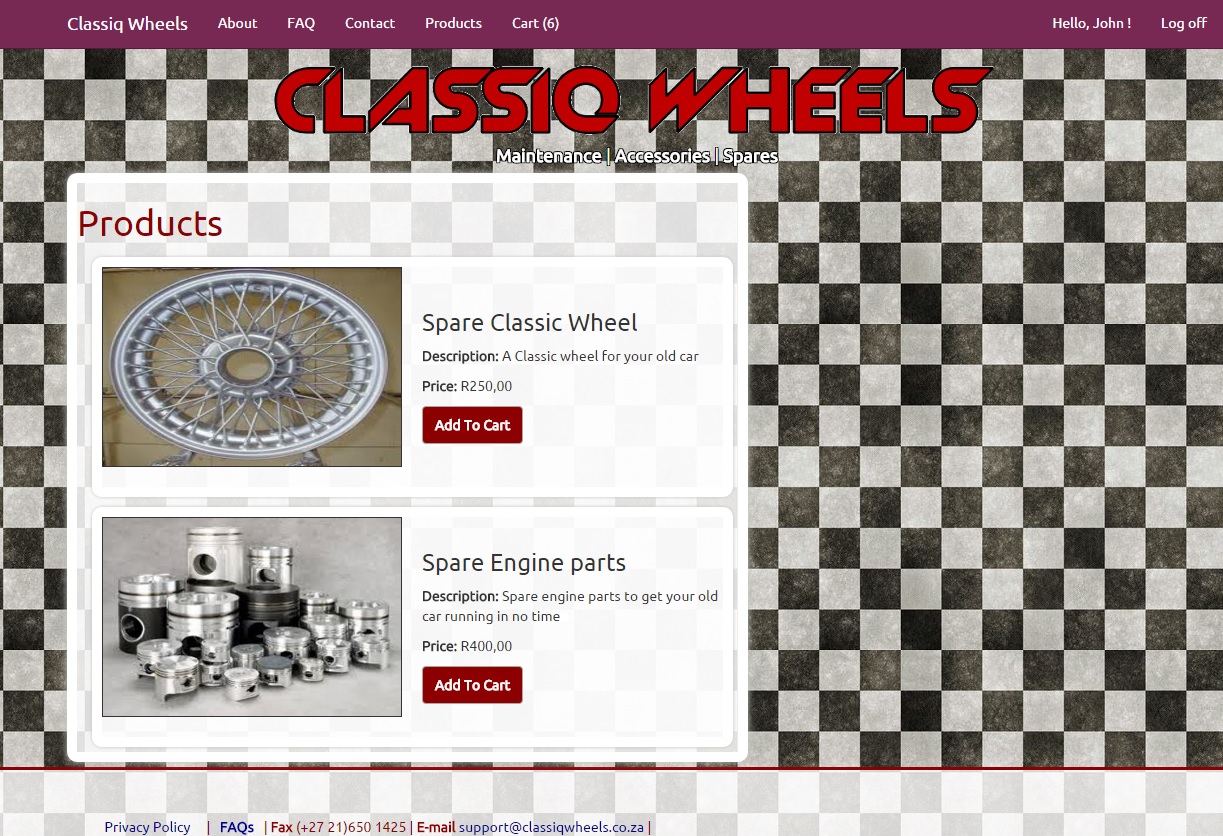 Classiq Wheels About FAQ Contact Products Cart (6) Hello, John ! Log off
CLASSIQ WHEELS
Maintenance | Accessories | Spares
Products
Spare Classic Wheel
Description: A Classic wheel for your old car
Price: R250,00
Add To Cart
Spare Engine parts
Description: Spare engine parts to get your old
car running in no time
Price: R400,00
Add To Cart
Privacy Policy | FAQs | Fax (+27 21)650 1425 | E-mail support@classiqwheels.co.za |